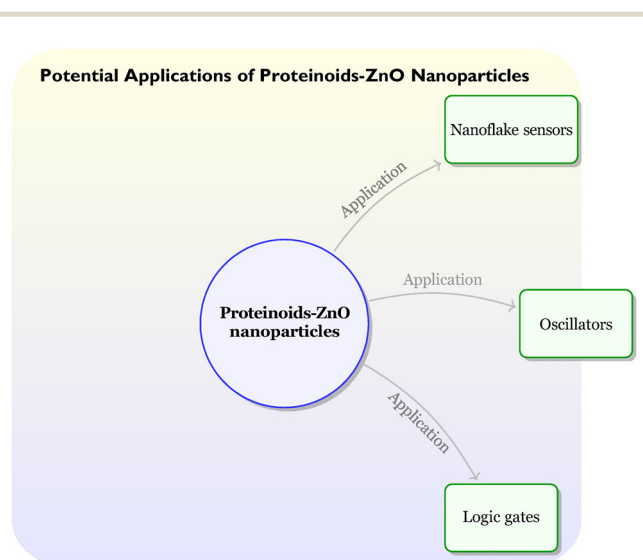 Potential Applications of Proteinoids-ZnO Nanoparticles
Nanoflake sensors
Application
Application
Proteinoids-ZnO
nanoparticles
Oscillators
Application
Logic gates